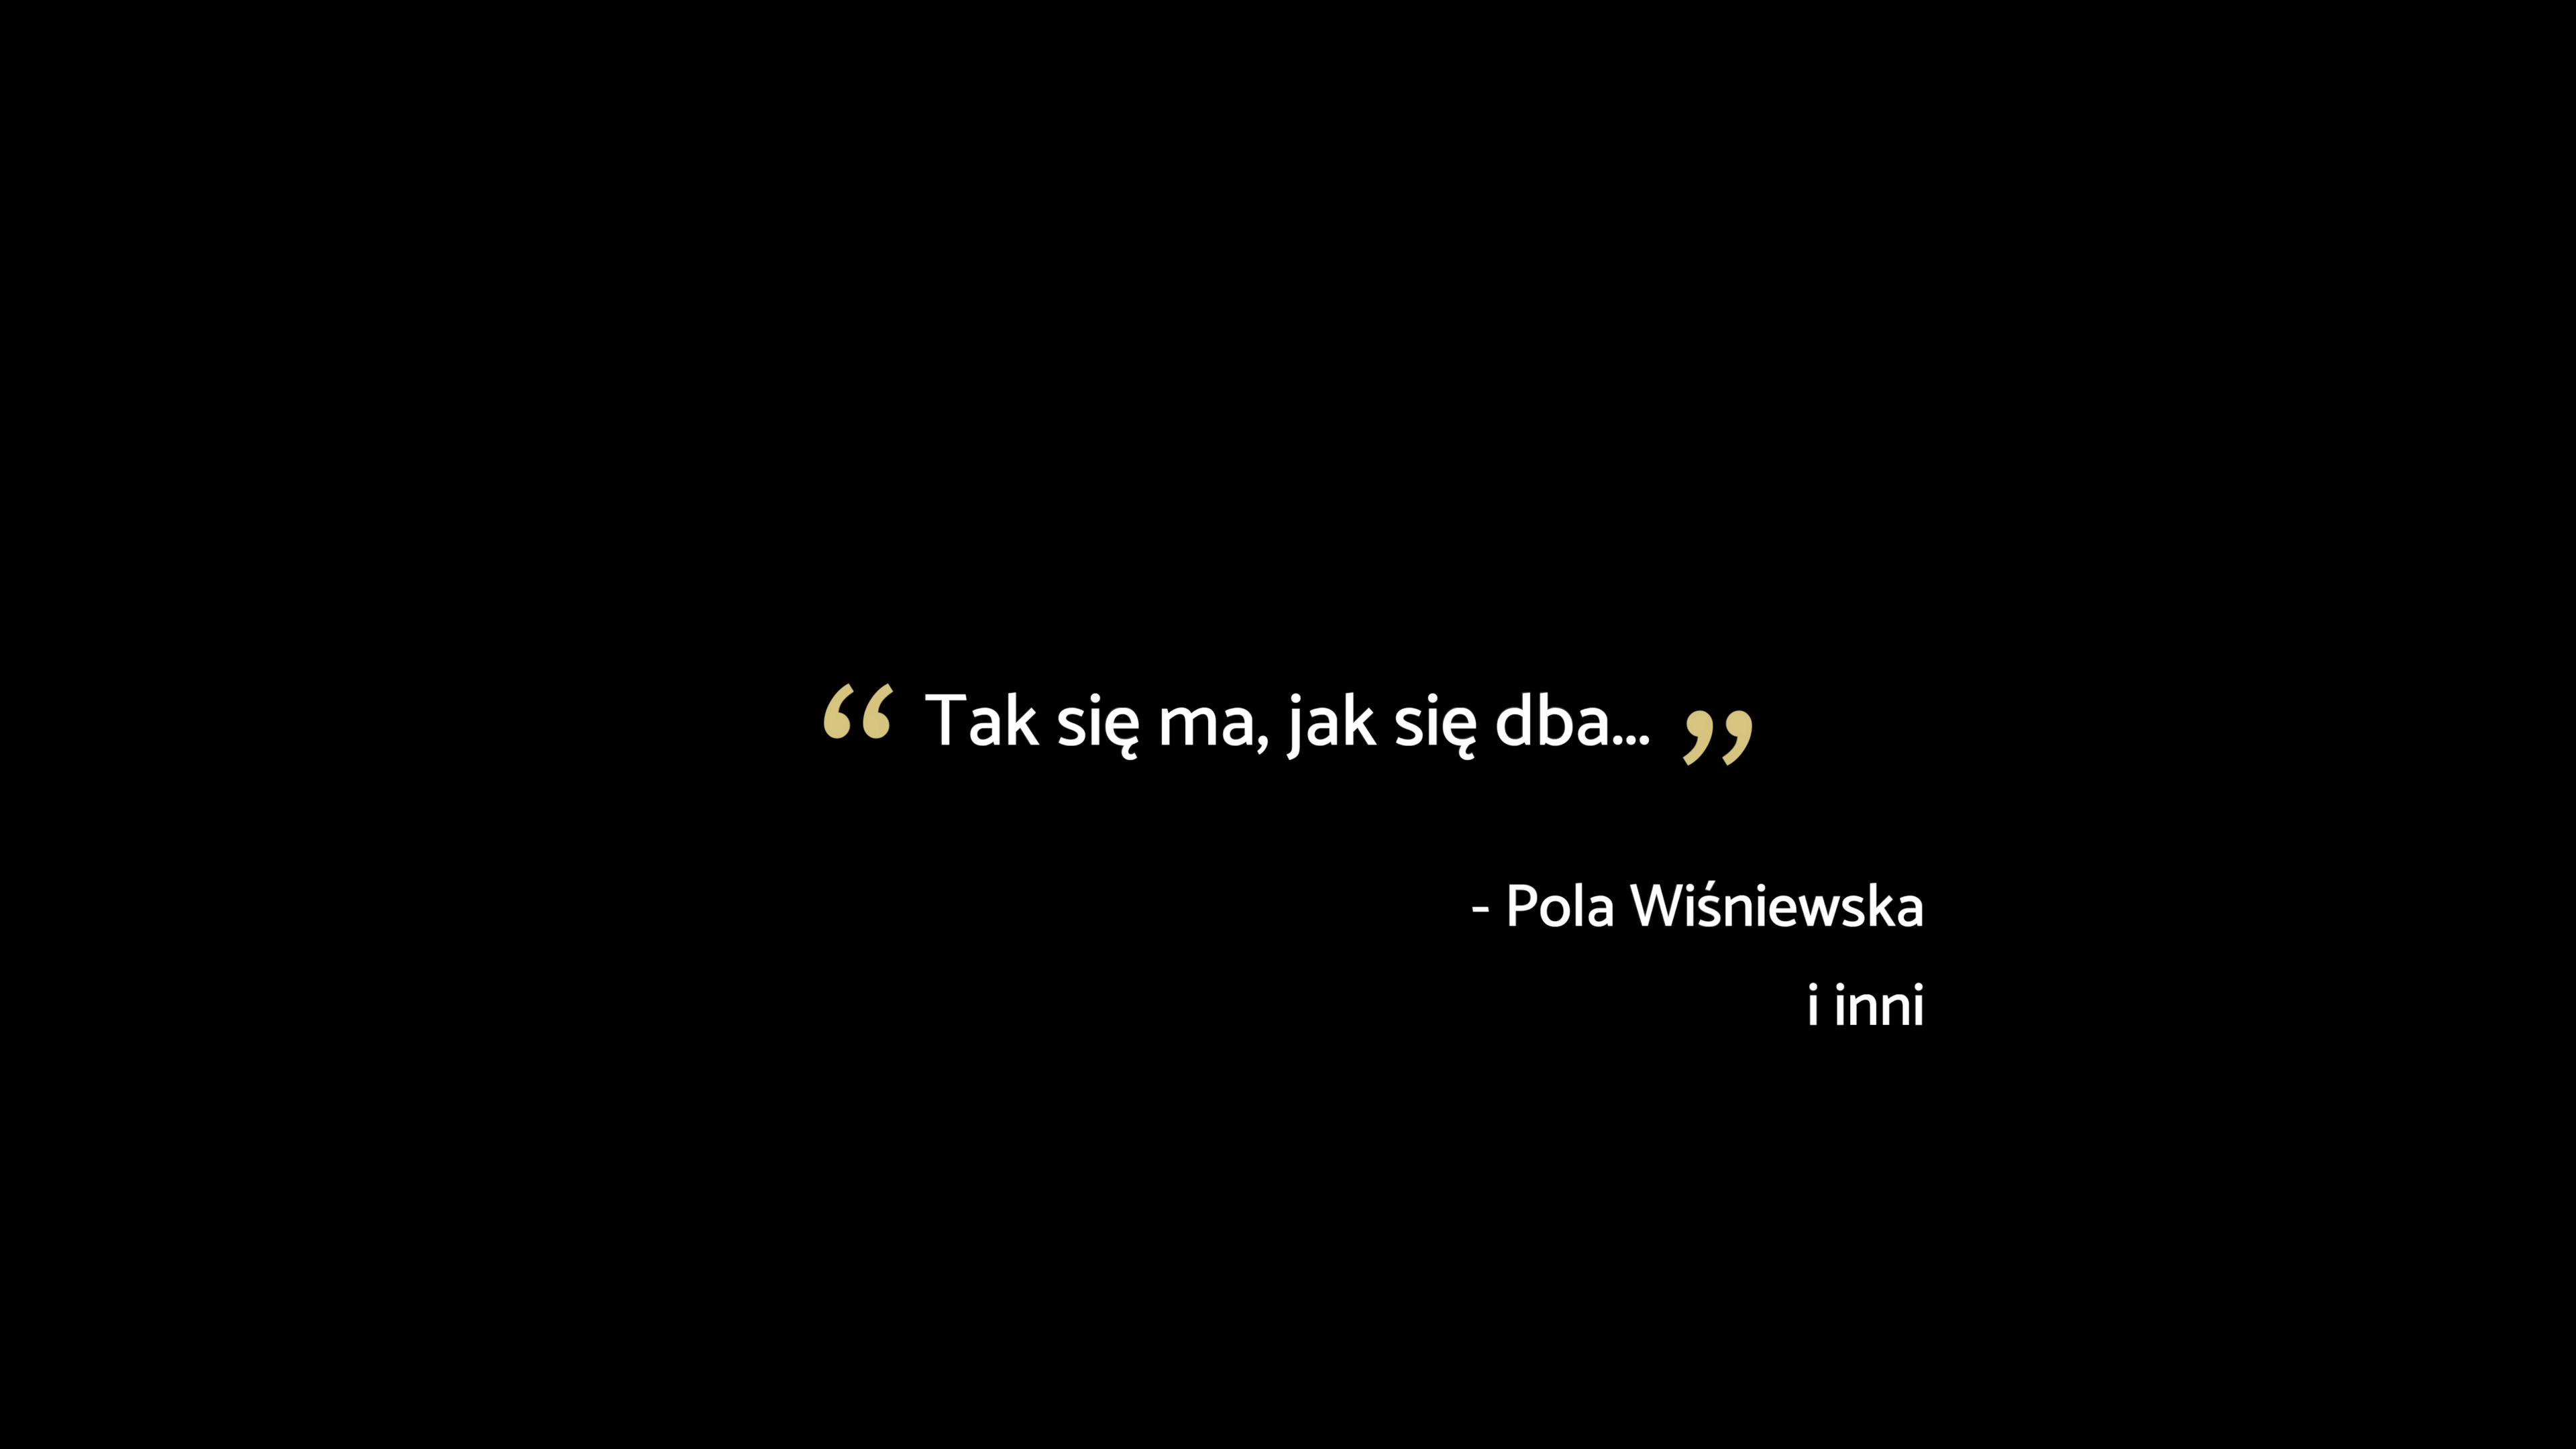 “ Tak się ma, jak się dba... ”
- Pola Wiśniewska
i inni